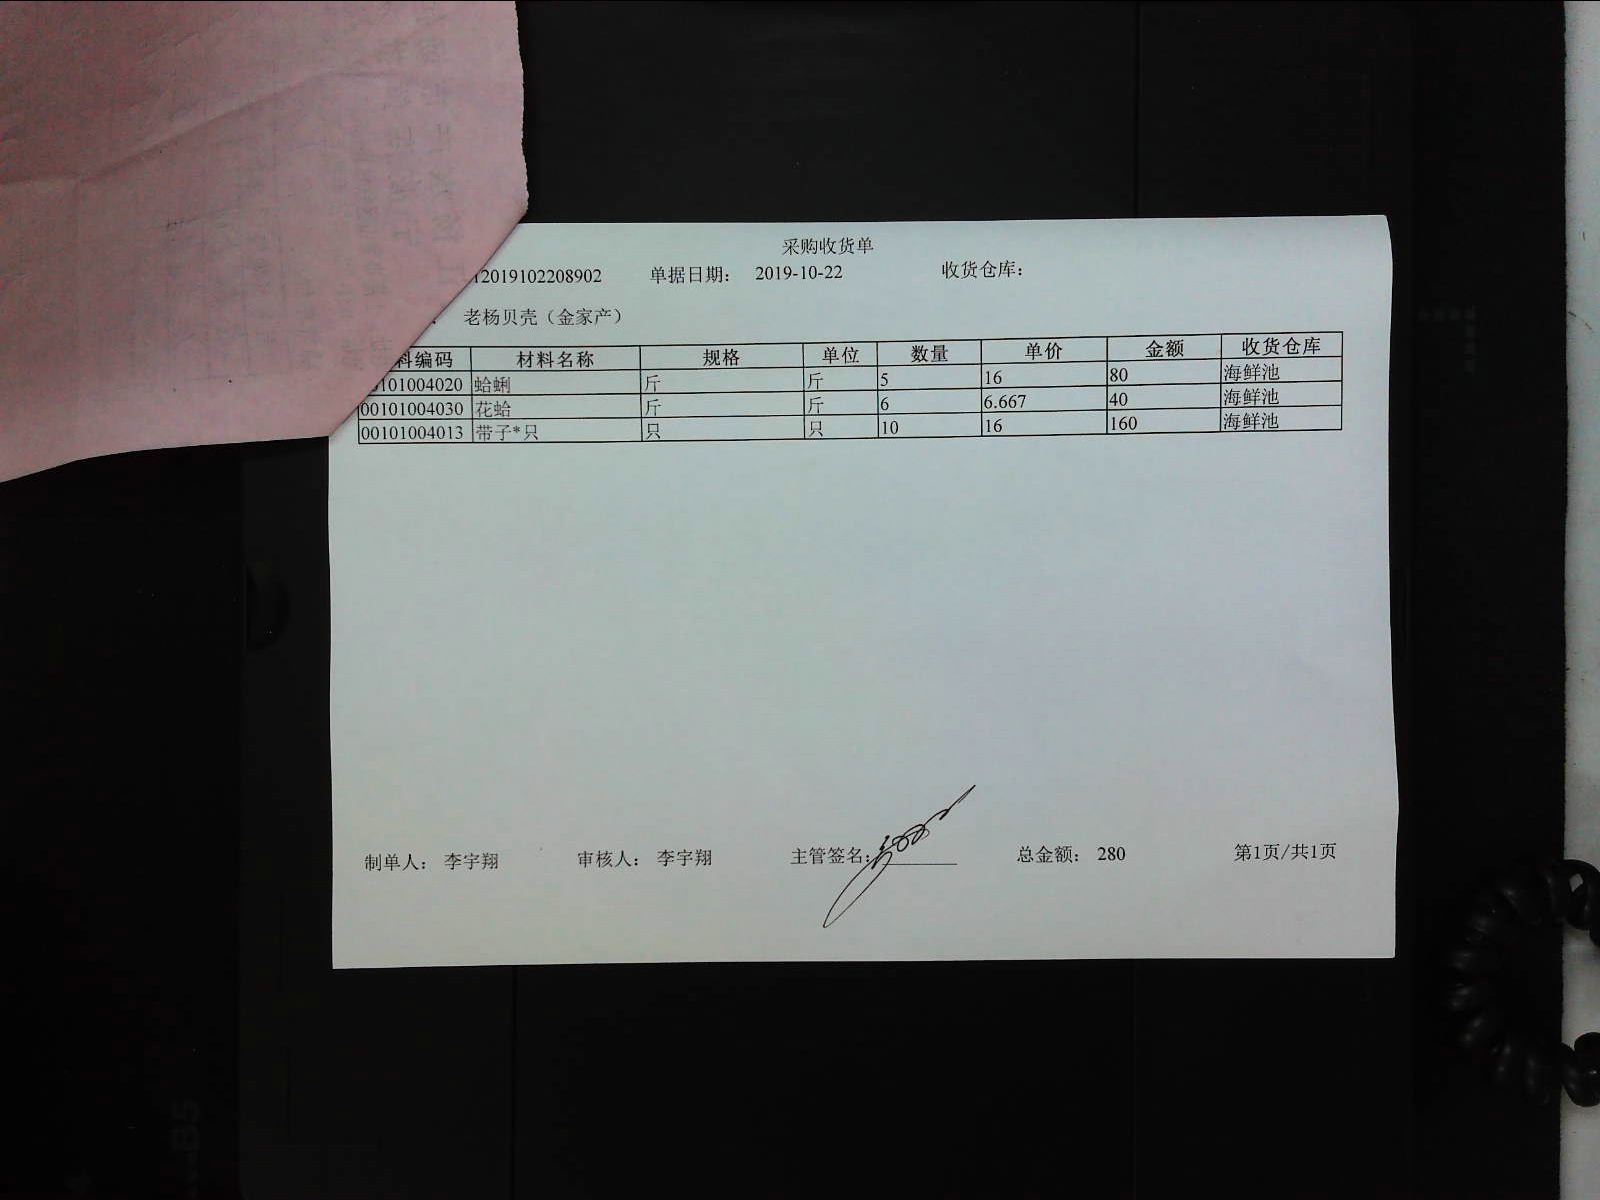 采购收货单
12019102208902 单据日期： 2019-10-22 收货仓库：
老杨贝壳（金家产）
料编码 材料名称 规格 单位 数量 单价 金额 收货仓库
0101004020 蛤蜊 斤 斤 5 16 80 海鲜池
00101004030 花蛤 斤 斤 6 6.667 40 海鲜池
00101004013 带子*只 只 只 10 16 160 海鲜池
制单人： 李宇翔 审核人： 李宇翔 主管签名: 总金额： 280 第1页/共1页